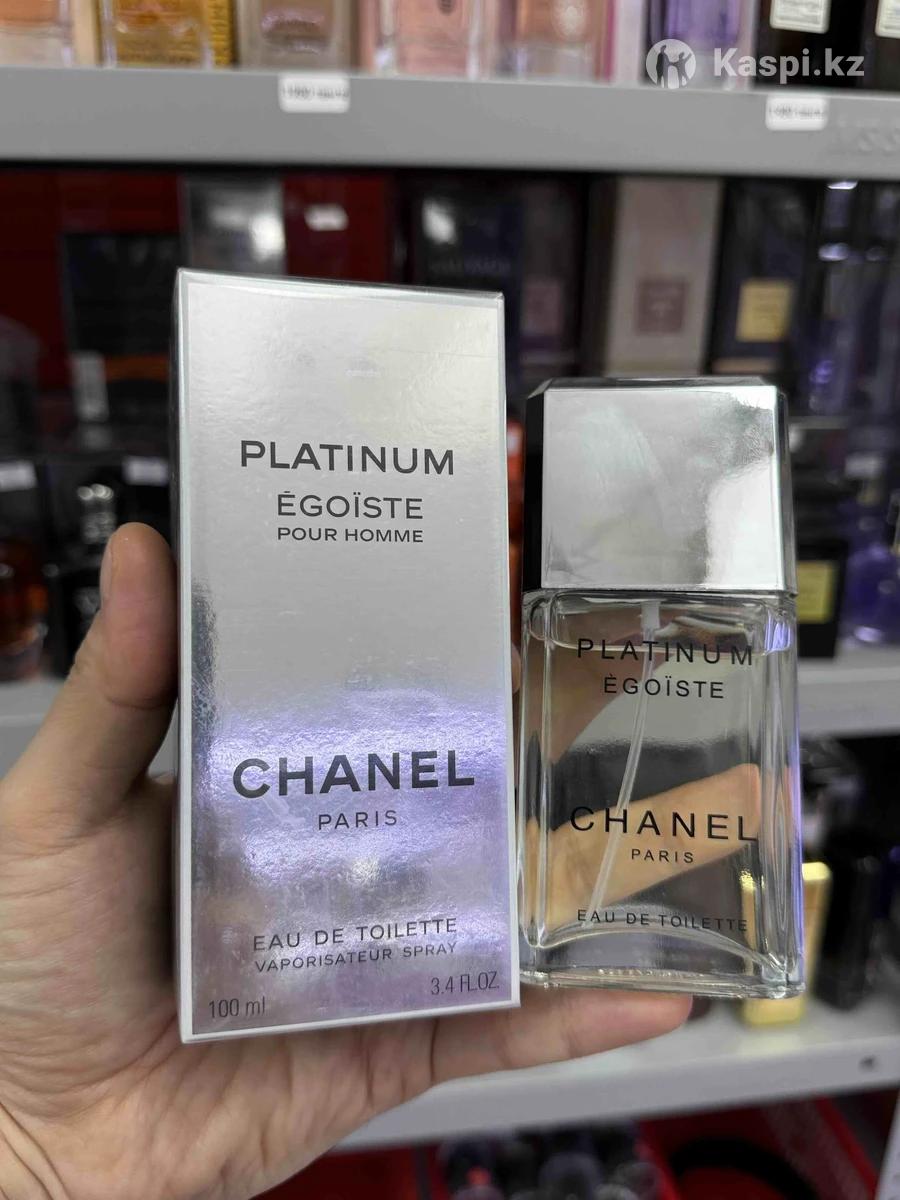 Kaspi.kz
PLATINUM
ÉGOÏSTE
POUR HOMME
CHANEL
PARIS
EAU DE TOILETTE
VAPORISATEUR SPRAY
100 ml
3.4 FL.OZ.
PLATINUM
ÉGOÏSTE
CHANEL
PARIS
EAU DE TOILETTE